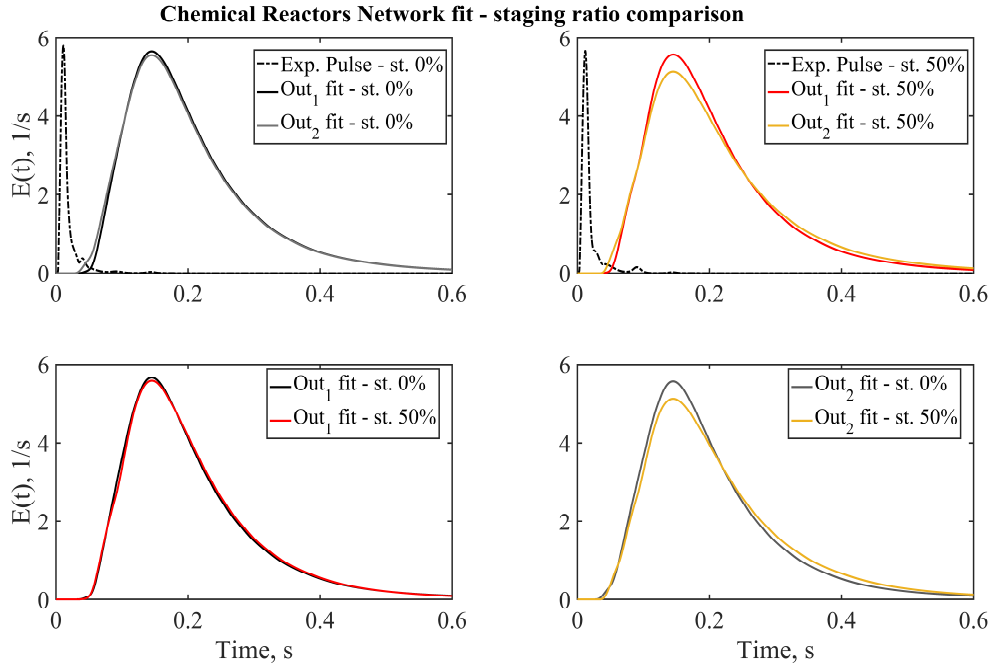 Chemical Reactors Network fit - staging ratio comparison
E(t), 1/s
6
4
2
0
0
0.2
0.4
0.6
Exp. Pulse - st. 0%
Out1 fit - st. 0%
Out2 fit - st. 0%
6
4
2
0
0
0.2
0.4
0.6
Exp. Pulse - st. 50%
Out1 fit - st. 50%
Out2 fit - st. 50%
E(t), 1/s
6
4
2
0
0
0.2
0.4
0.6
Time, s
Out1 fit - st. 0%
Out1 fit - st. 50%
6
4
2
0
0
0.2
0.4
0.6
Time, s
Out2 fit - st. 0%
Out2 fit - st. 50%